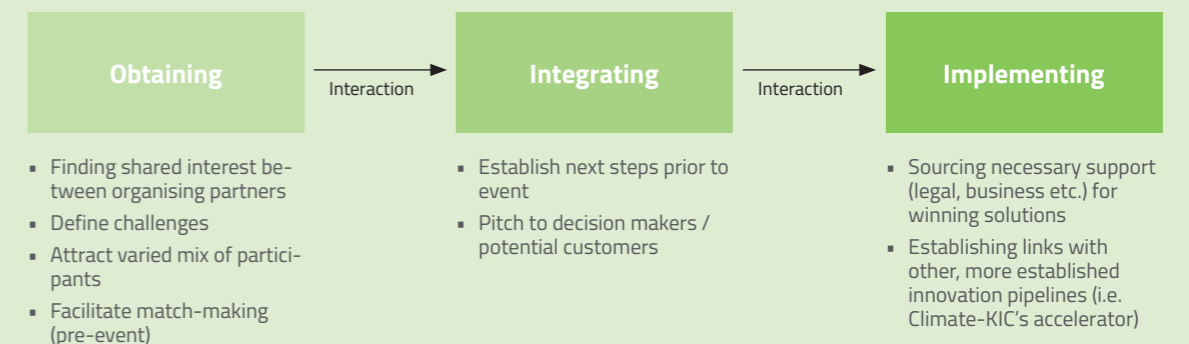 Obtaining
Interaction
Integrating
Interaction
Implementing
▪ Finding shared interest be-
tween organising partners
▪ Define challenges
▪ Attract varied mix of partici-
pants
▪ Facilitate match-making
(pre-event)
▪ Establish next steps prior to
event
▪ Pitch to decision makers /
potential customers
▪ Sourcing necessary support
(legal, business etc.) for
winning solutions
▪ Establishing links with
other, more established
innovation pipelines (i.e.
Climate-KIC’s accelerator)